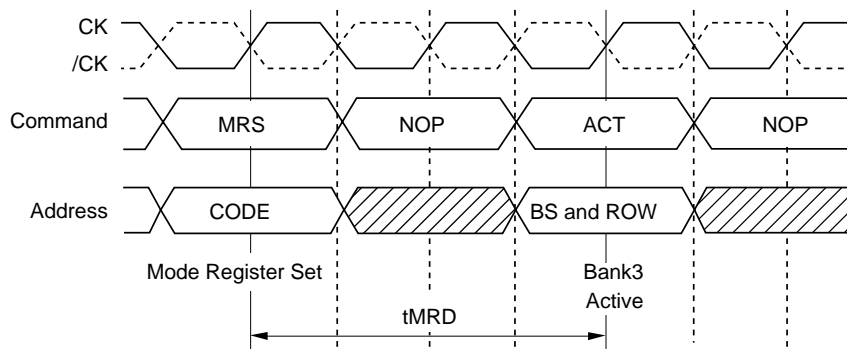 CK
/CK
Command MRS NOP ACT NOP
Address CODE BS and ROW
Mode Register Set Bank3
Active
tMRD